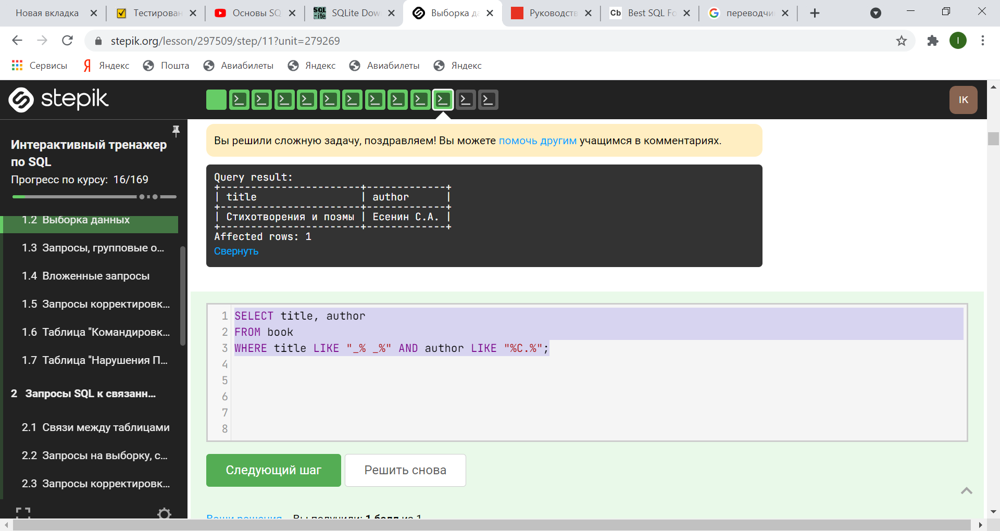 Новая вкладка
Тестирован
Основы SQ
SQLite Dow
Выборка да
Руководств
Cb Best SQL Fo
переводчи
stepik.org/lesson/297509/step/11?unit=279269
I
Сервисы
Яндекс
Пошта
Авиабилеты
Яндекс
Авиабилеты
Яндекс
stepik
IK
Интерактивный тренажер
по SQL
Прогресс по курсу: 16/169
1.2 Выборка данных
1.3 Запросы, групповые о...
1.4 Вложенные запросы
1.5 Запросы корректировк...
1.6 Таблица "Командировк...
1.7 Таблица "Нарушения П...
2 Запросы SQL к связанн...
2.1 Связи между таблицами
2.2 Запросы на выборку, с...
2.3 Запросы корректировк...
Вы решили сложную задачу, поздравляем! Вы можете помочь другим учащимся в комментариях.
Query result:
+-----------------------+-------------+
| title                 | author      |
+-----------------------+-------------+
| Стихотворения и поэмы | Есенин С.А. |
+-----------------------+-------------+
Affected rows: 1
Свернуть
1 SELECT title, author
2 FROM book
3 WHERE title LIKE "_% _%" AND author LIKE "%С.%";
4
5
6
7
8
Следующий шаг
Решить снова
Ваши решения Вы получили: 1 балл из 1